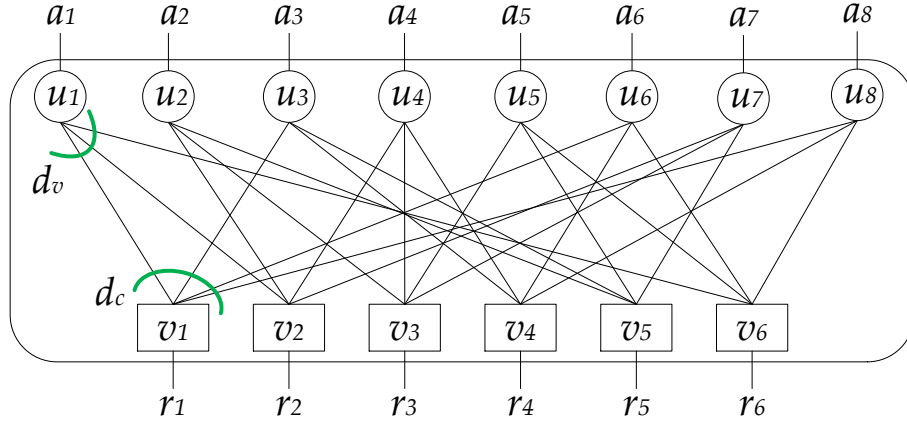 a1 a2 a3 a4 a5 a6 a7 a8
u1 u2 u3 u4 u5 u6 u7 u8
dv
dc
v1 v2 v3 v4 v5 v6
r1 r2 r3 r4 r5 r6